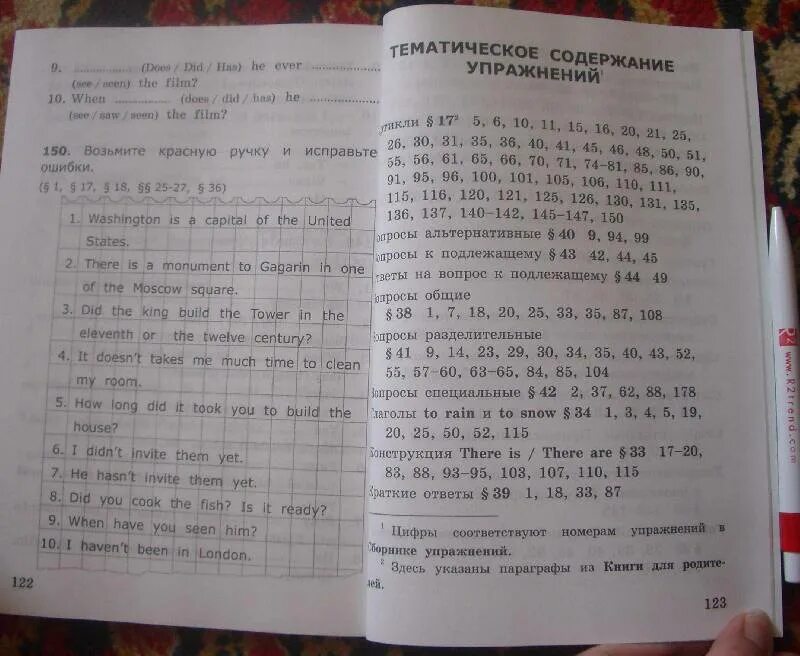 9. ................ (Does / Did / Has) he ever ................
(see / seen) the film?
10. When ................ (does / did / has) he ................
(see / saw / seen) the film?
150. Возьмите красную ручку и исправьте
ошибки.
(§ 1, § 17, § 18, §§ 25-27, § 36)
1. Washington is a capital of the United
States.
2. There is a monument to Gagarin in one
of the Moscow square.
3. Did the king build the Tower in the
eleventh or the twelve century?
4. It doesn't takes me much time to clean
my room.
5. How long did it took you to build the
house?
6. I didn't invite them yet.
7. He hasn't invite them yet.
8. Did you cook the fish? Is it ready?
9. When have you seen him?
10. I haven't been in London.
122
ТЕМАТИЧЕСКОЕ СОДЕРЖАНИЕ
УПРАЖНЕНИЙ¹
§ 17² 5, 6, 10, 11, 15, 16, 20, 21, 25,
26, 30, 31, 35, 36, 40, 41, 45, 46, 48, 50, 51,
55, 56, 61, 65, 66, 70, 71, 74–81, 85, 86, 90,
91, 95, 96, 100, 101, 105, 106, 110, 111,
115, 116, 120, 121, 125, 126, 130, 131, 135,
136, 137, 140–142, 145–147, 150
опросы альтернативные § 40 9, 94, 99
опросы к подлежащему § 43 42, 44, 45
тветы на вопрос к подлежащему § 44 49
опросы общие
§ 38 1, 7, 18, 20, 25, 33, 35, 87, 108
опросы разделительные
§ 41 9, 14, 23, 29, 30, 34, 35, 40, 43, 52,
55, 57–60, 63–65, 84, 85, 104
Вопросы специальные § 42 2, 37, 62, 88, 178
Глаголы to rain и to snow § 34 1, 3, 4, 5, 19,
20, 25, 50, 52, 115
Конструкция There is / There are § 33 17–20,
83, 88, 93–95, 103, 107, 110, 115
Краткие ответы § 39 1, 18, 33, 87
¹ Цифры соответствуют номерам упражнений в
Сборнике упражнений.
² Здесь указаны параграфы из Книги для родите-
лей.
123
R2 www.R2trend.com